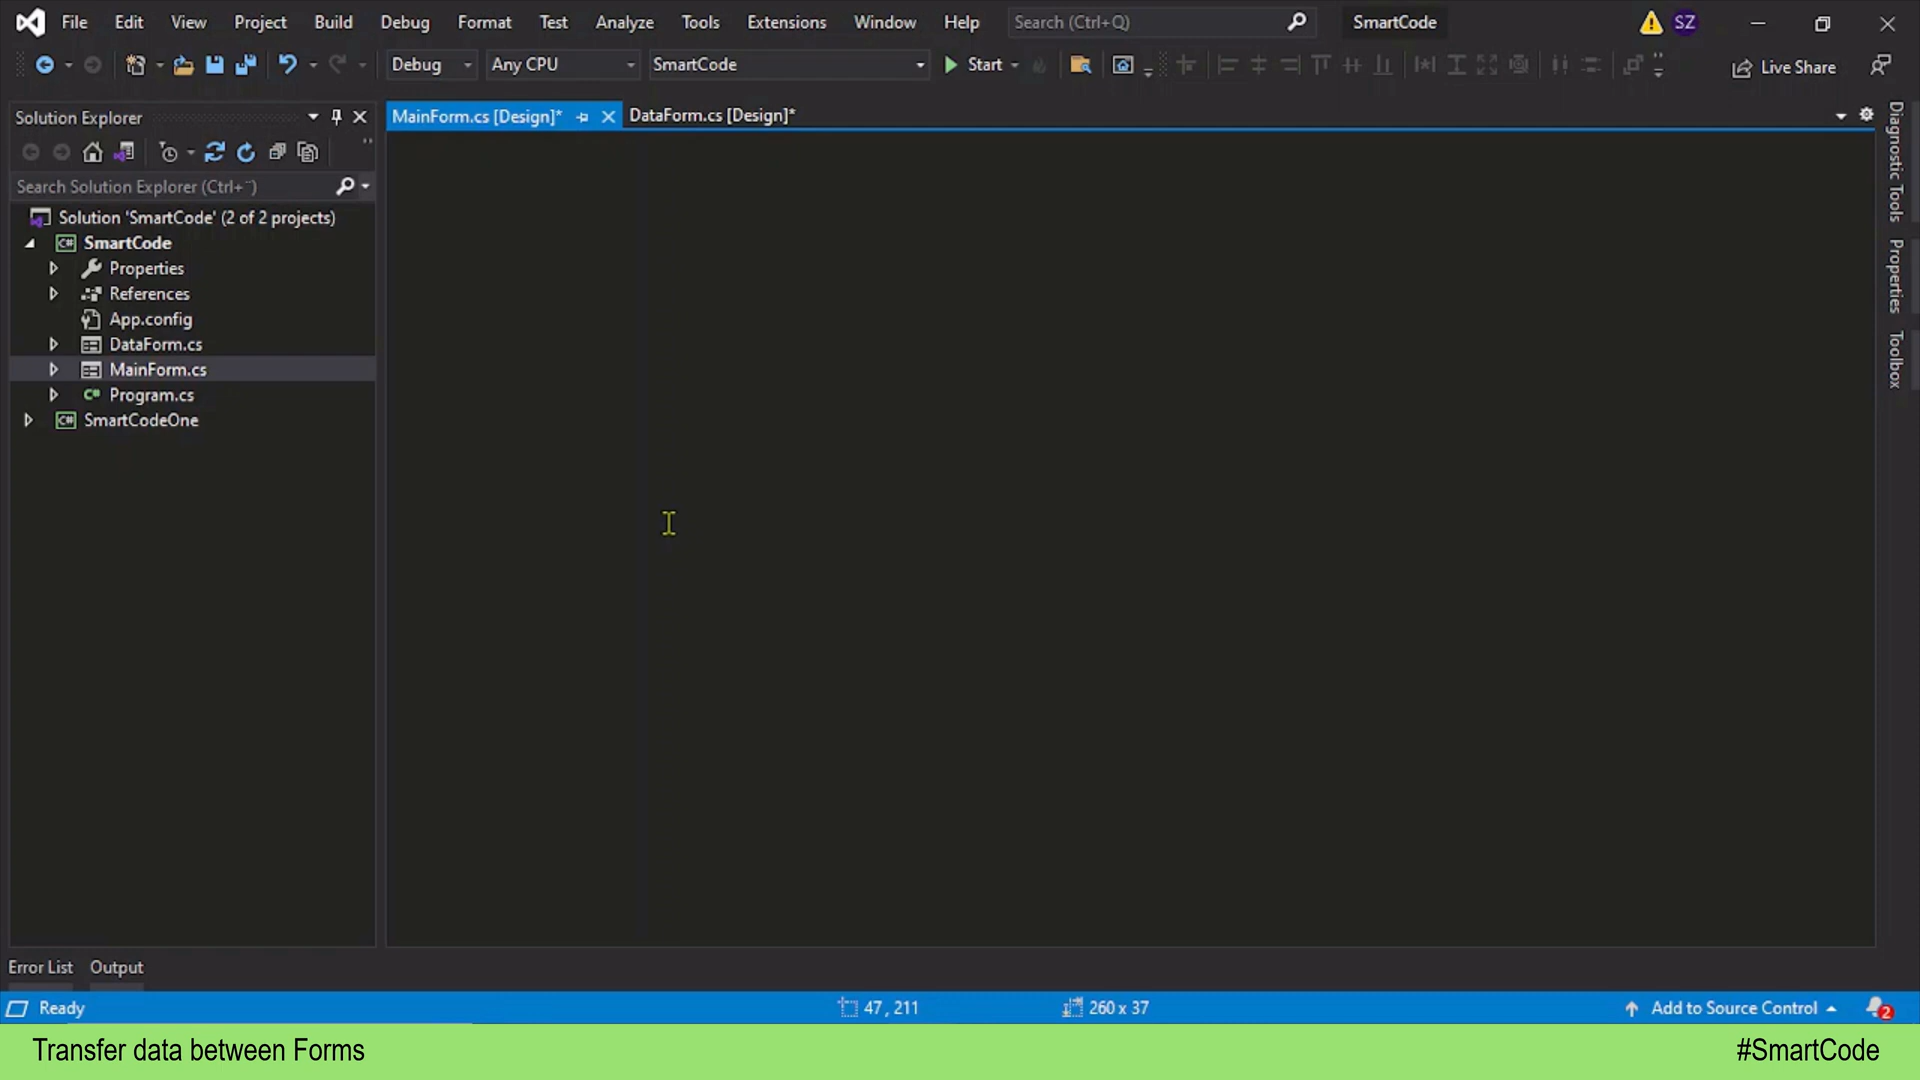 File Edit View Project Build Debug Format Test Analyze Tools Extensions Window Help Search (Ctrl+Q) SmartCode SZ
Debug Any CPU SmartCode Start Live Share
Solution Explorer
Search Solution Explorer (Ctrl+¨)
Solution 'SmartCode' (2 of 2 projects)
C# SmartCode
Properties
References
App.config
DataForm.cs
MainForm.cs
C# Program.cs
C# SmartCodeOne
MainForm.cs [Design]* DataForm.cs [Design]*
Diagnostic Tools
Properties
Toolbox
Error List Output
Ready 47, 211 260 x 37 Add to Source Control 2
Transfer data between Forms #SmartCode